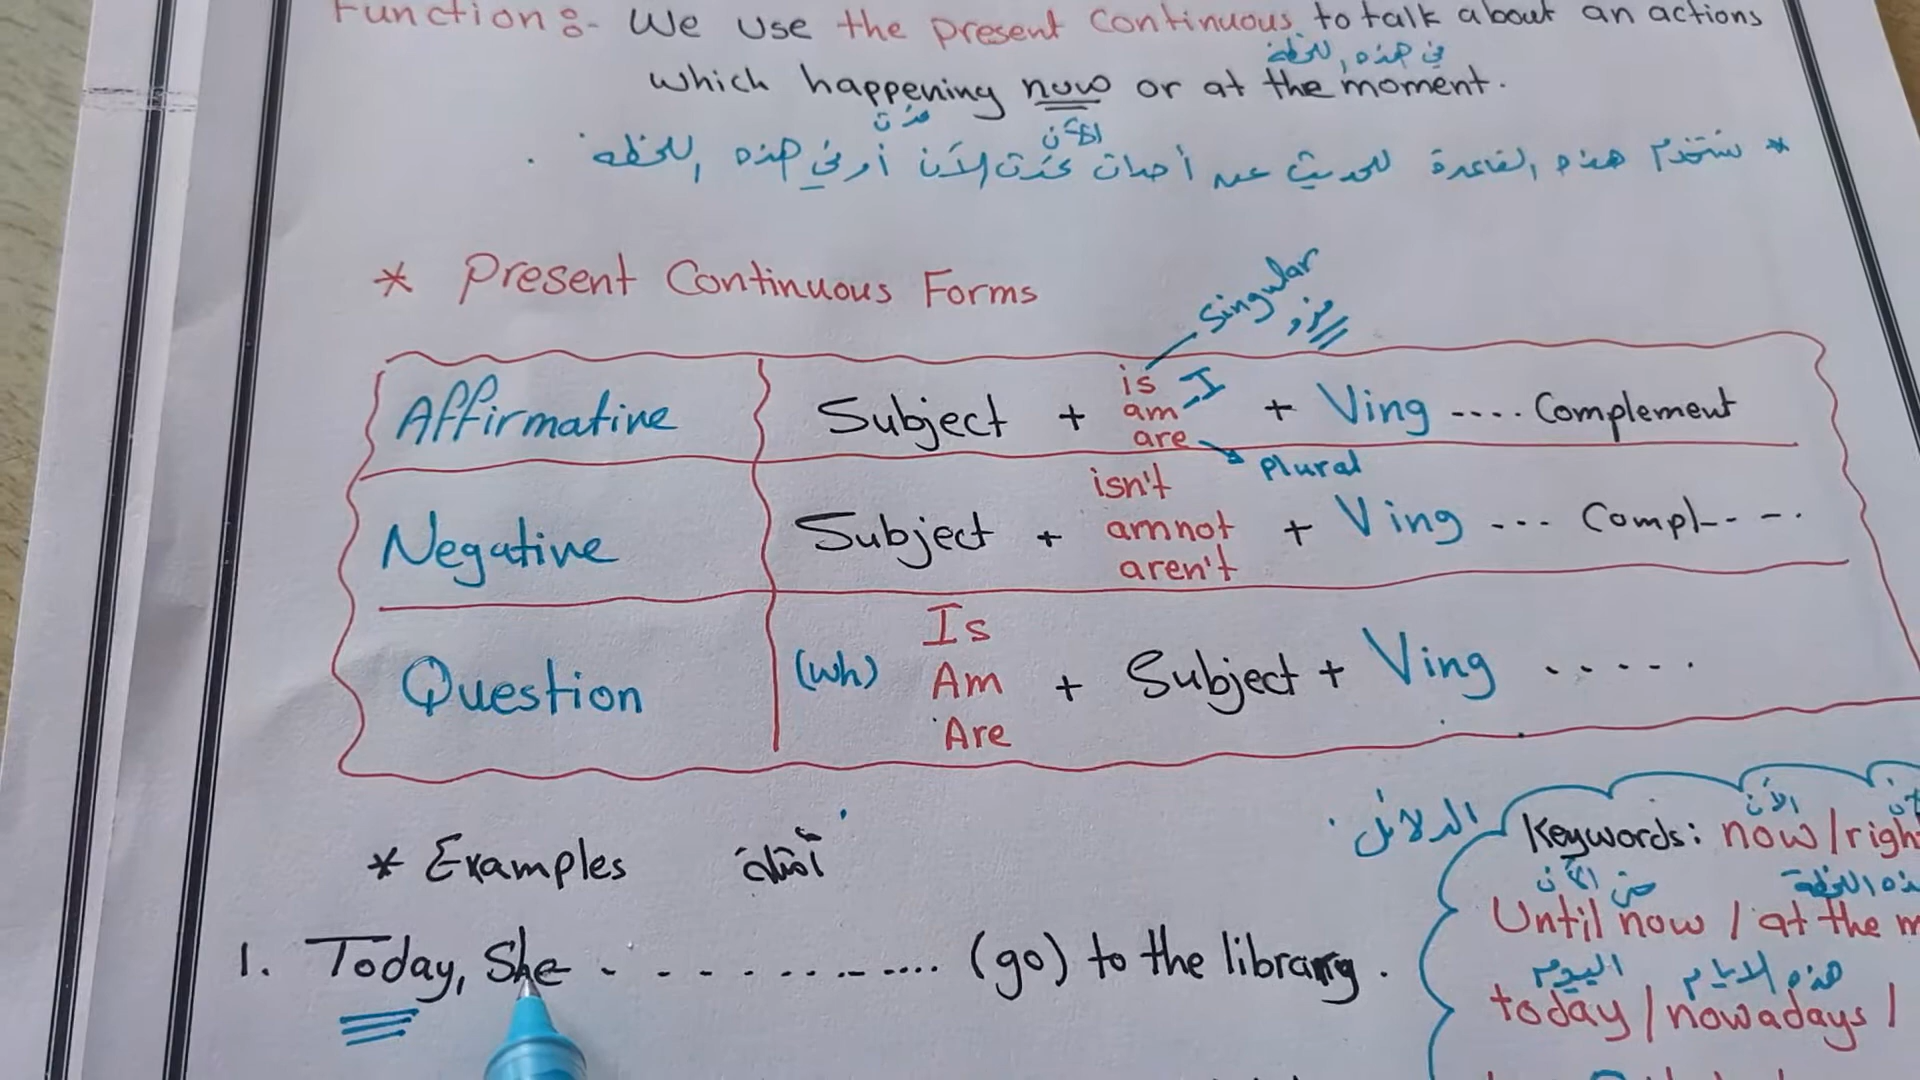 Function:- We use the present continuous to talk about an actions
في هذه اللحظة
which happening now or at the moment.
الآن
* نستخدم هذه القاعدة للحديث عن أحداث تحدث الآن أو في هذه اللحظة .
* Present Continuous Forms
Singular
Affirmative Subject + is am are I + Ving .... Complement
plural
Negative Subject + isn't amnot aren't + Ving ... Compl-- -.
Question (wh) Is Am Are + Subject + Ving .....
* Examples أمثلة
الدلائل
الآن
Keywords: now / righ
حتى الآن
Until now / at the m
اليوم هذه الايام
today / nowadays /
1. Today, She - - - - - - - .... (go) to the library .